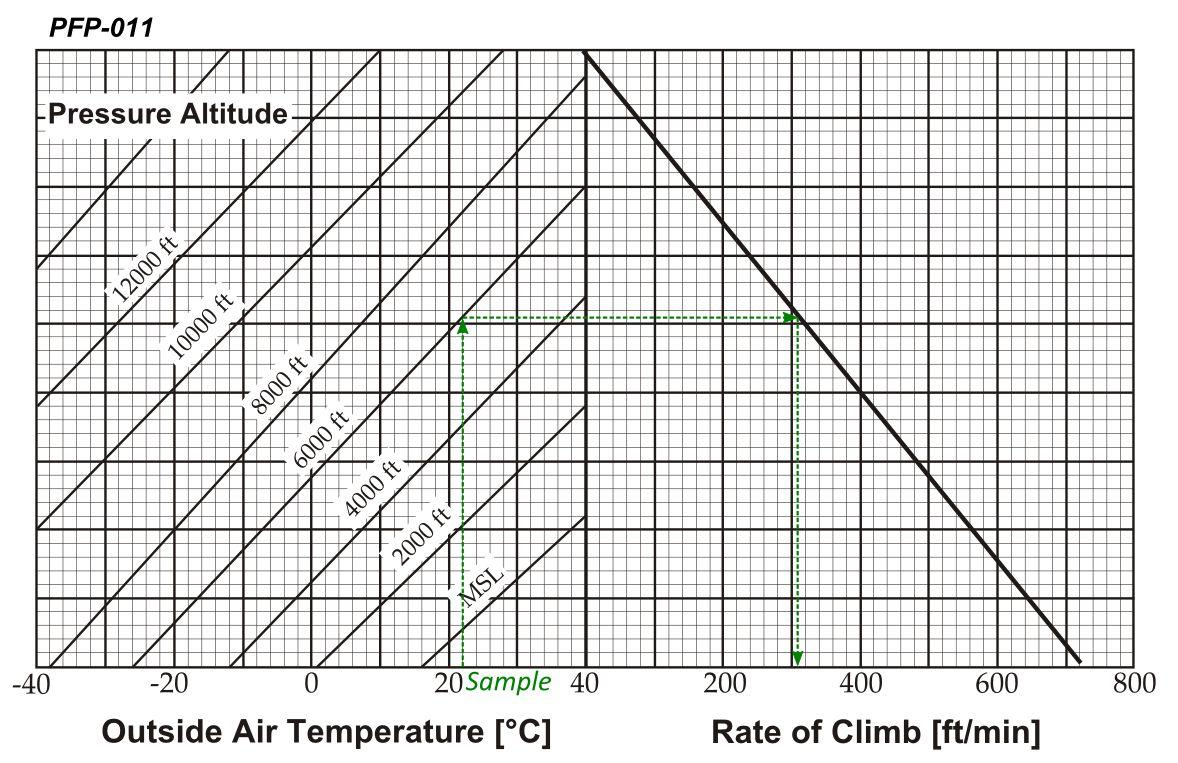 PFP-011
Pressure Altitude
12000 ft
10000 ft
8000 ft
6000 ft
4000 ft
2000 ft
MSL
-40 -20 0 20 Sample 40 200 400 600 800
Outside Air Temperature [°C] Rate of Climb [ft/min]